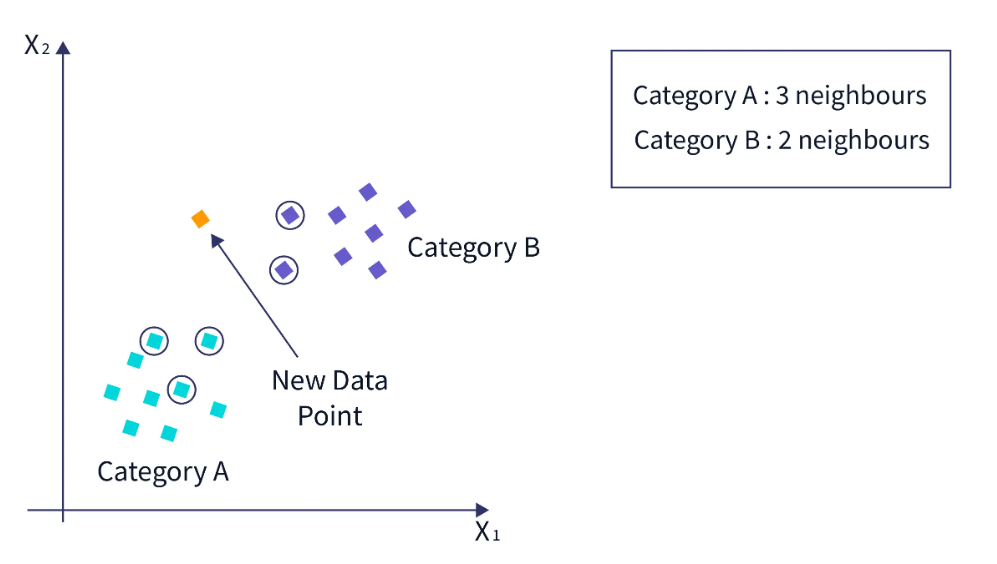 X2
Category A : 3 neighbours
Category B : 2 neighbours
Category B
New Data
Point
Category A
X1